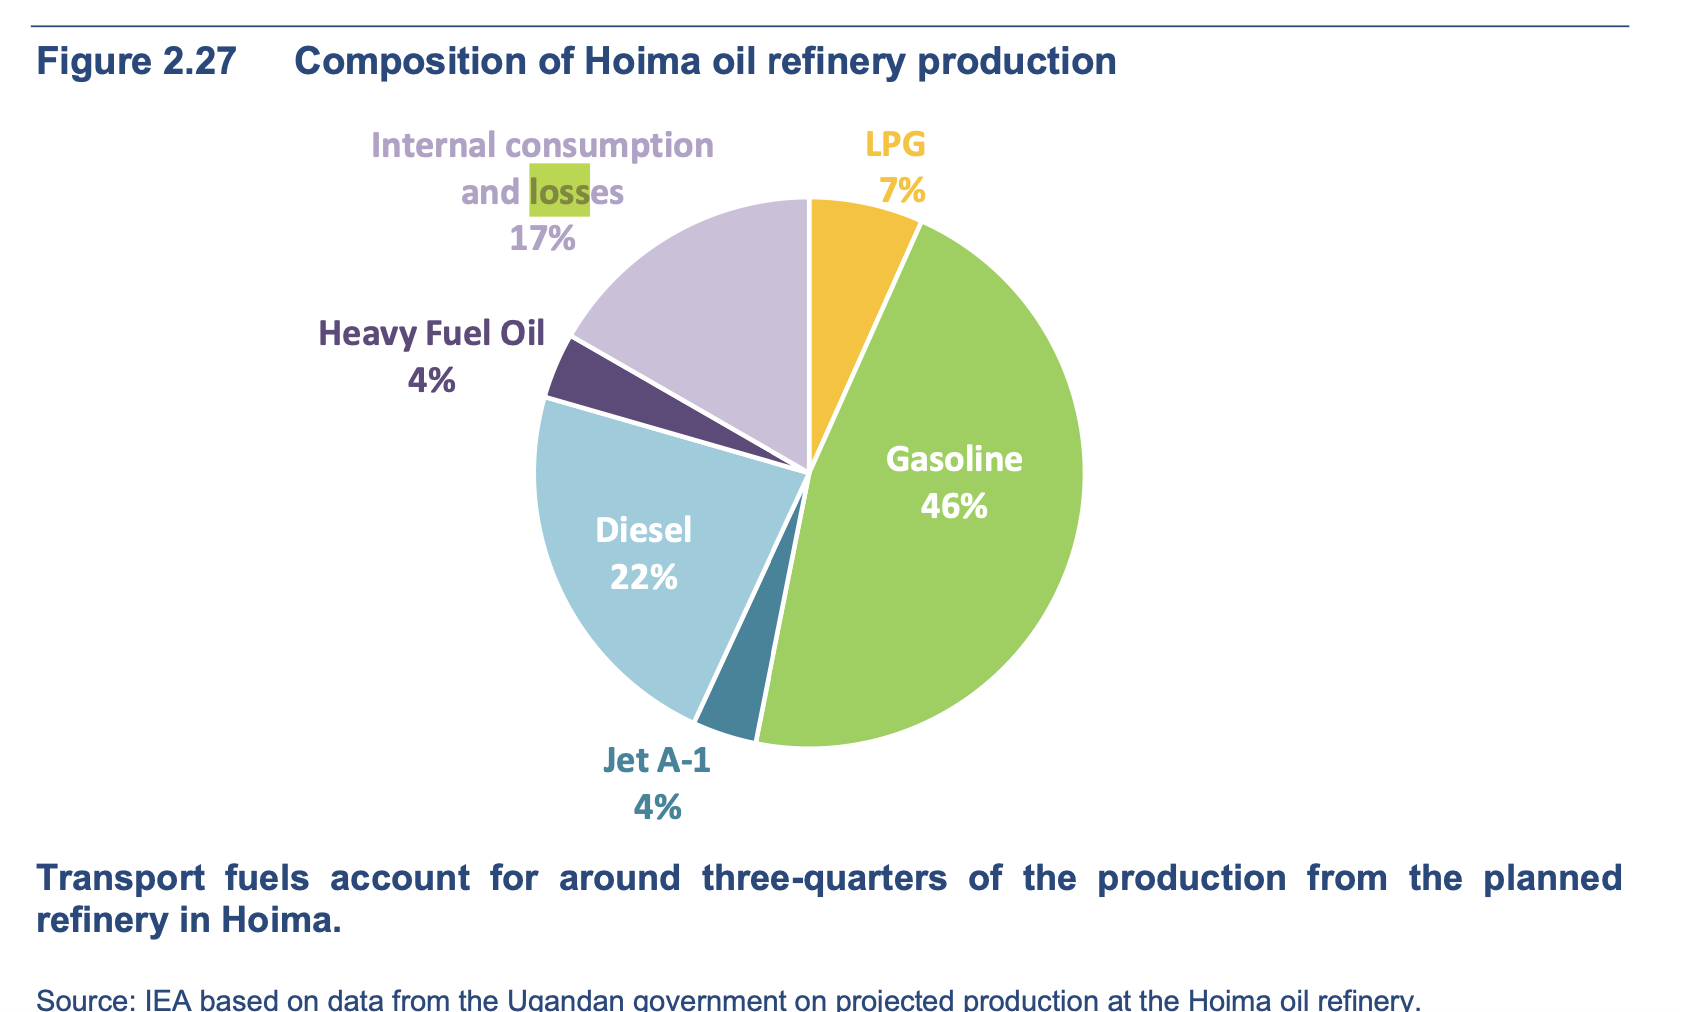 Figure 2.27 Composition of Hoima oil refinery production
Internal consumption
and losses
17%
LPG
7%
Heavy Fuel Oil
4%
Gasoline
46%
Diesel
22%
Jet A-1
4%
Transport fuels account for around three-quarters of the production from the planned
refinery in Hoima.
Source: IEA based on data from the Ugandan government on projected production at the Hoima oil refinery.